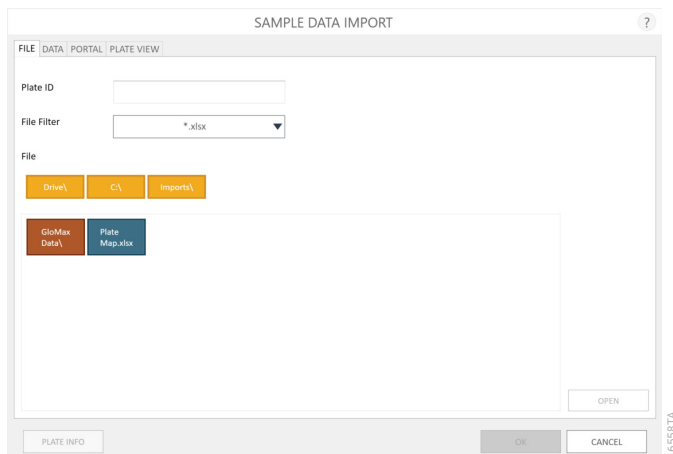 SAMPLE DATA IMPORT
?
FILE DATA PORTAL PLATE VIEW
Plate ID
File Filter
*.xlsx
File
Drive\ C:\ Imports\
GloMax Plate
Data\ Map.xlsx
OPEN
PLATE INFO OK CANCEL